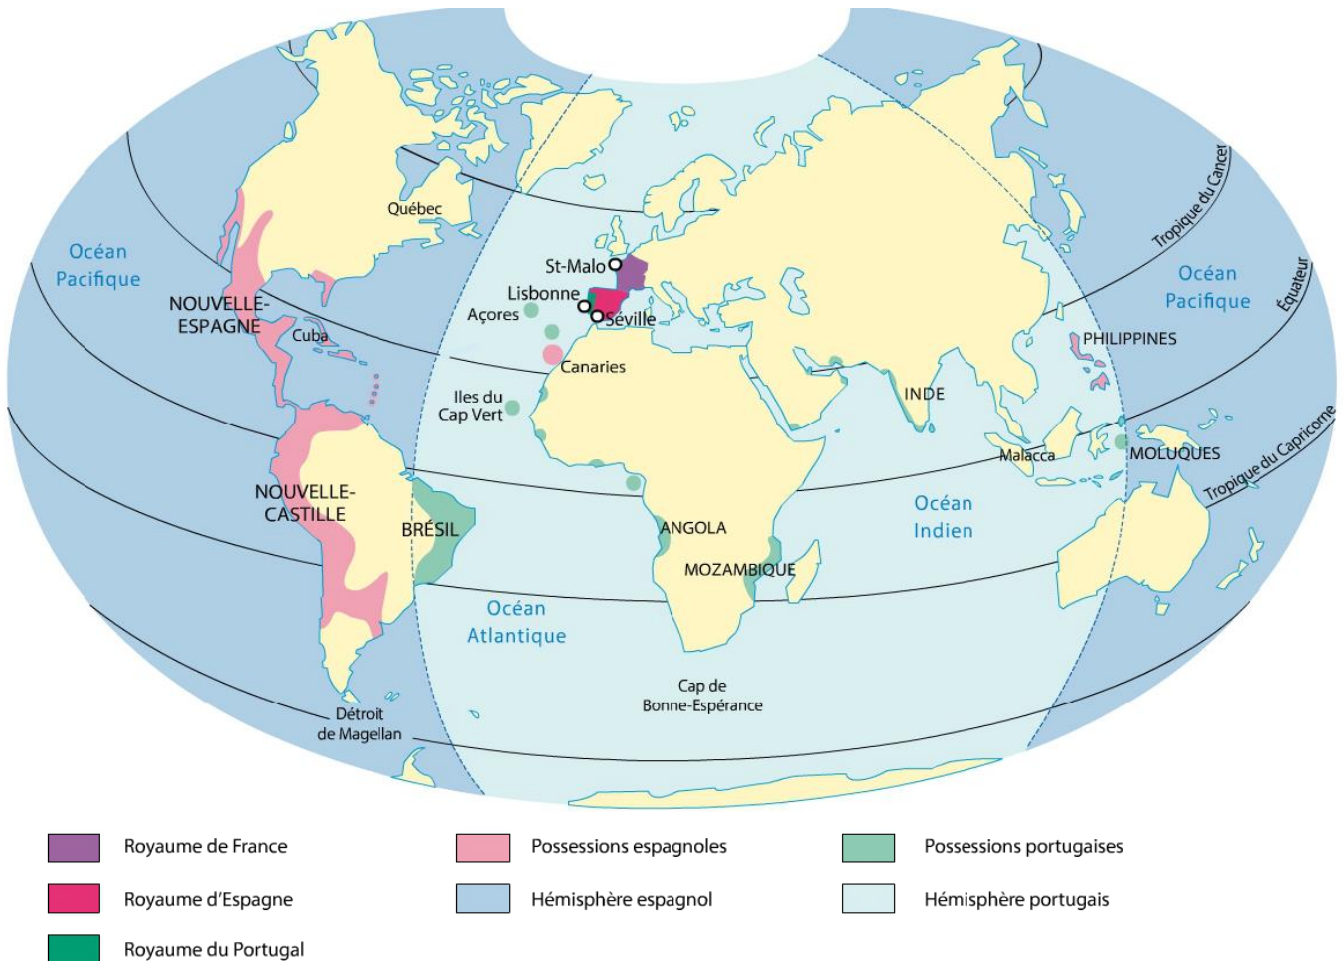 Québec
Océan
Pacifique
St-Malo
Lisbonne
Açores
Séville
NOUVELLE-
ESPAGNE
Cuba
Canaries
Iles du
Cap Vert
Tropique du Cancer
Océan
Pacifique
Équateur
PHILIPPINES
INDE
Malacca
MOLUQUES
Tropique du Capricorne
NOUVELLE-
CASTILLE
BRÉSIL
ANGOLA
MOZAMBIQUE
Océan
Indien
Océan
Atlantique
Cap de
Bonne-Espérance
Détroit
de Magellan
Royaume de France
Possessions espagnoles
Possessions portugaises
Royaume d'Espagne
Hémisphère espagnol
Hémisphère portugais
Royaume du Portugal